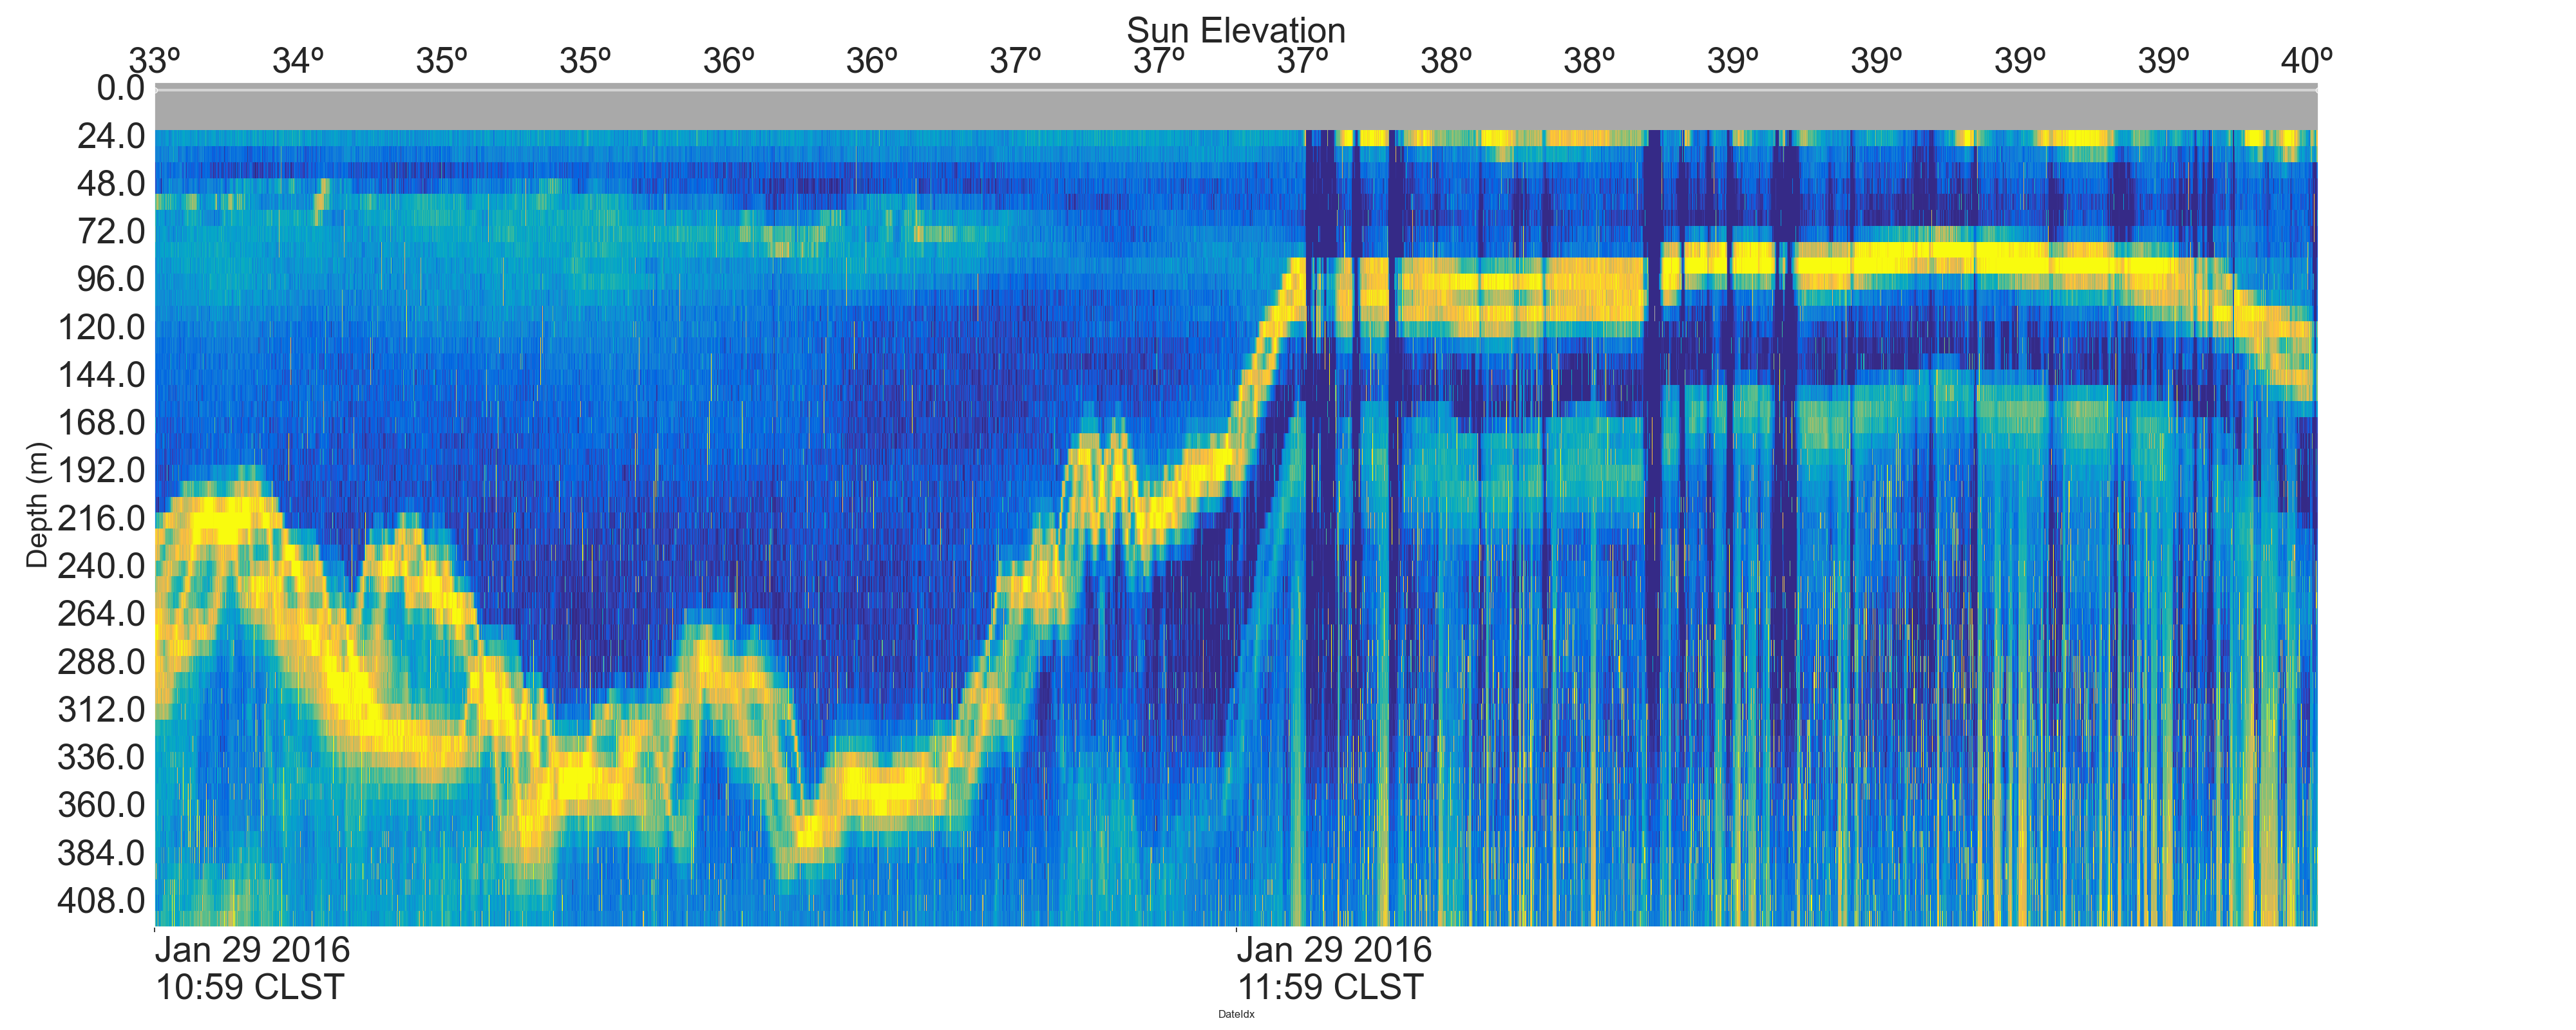 Sun Elevation
33º 34º 35º 35º 36º 36º 37º 37º 37º 38º 38º 39º 39º 39º 39º 40º
0.0
24.0
48.0
72.0
96.0
120.0
144.0
168.0
192.0
216.0
240.0
264.0
288.0
312.0
336.0
360.0
384.0
408.0
Depth (m)
Jan 29 2016
10:59 CLST
Jan 29 2016
11:59 CLST
DateIdx